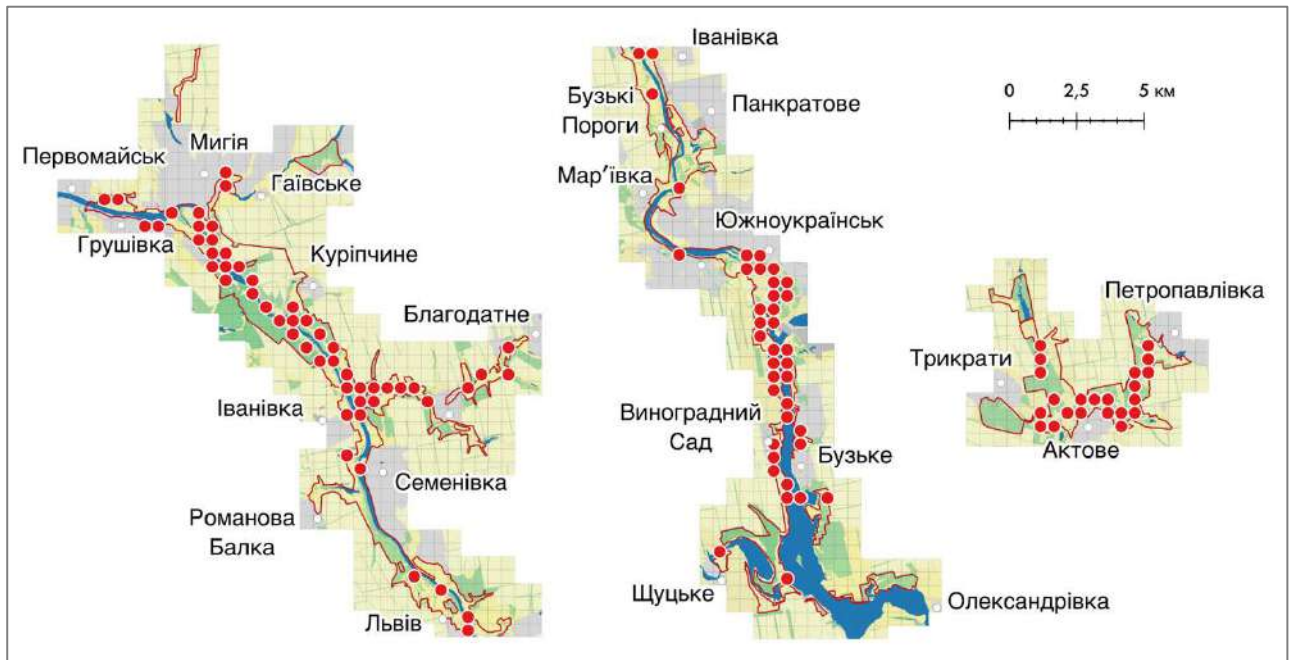 Мигія
Первомайськ
Гаївське
Грушівка
Куріпчине
Благодатне
Іванівка
Семенівка
Романова
Балка
Львів
Іванівка
Бузькі
Пороги
Панкратове
Мар'ївка
Южноукраїнськ
Виноградний
Сад
Бузьке
Щуцьке
Олександрівка
0 2,5 5 км
Петропавлівка
Трикрати
Актове